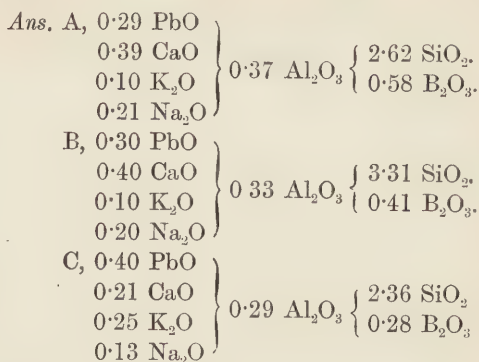 Ans. A, 0·29 PbO
0·39 CaO
0·10 K₂O
0·21 Na₂O
0·37 Al₂O₃
2·62 SiO₂.
0·58 B₂O₃.
B, 0·30 PbO
0·40 CaO
0·10 K₂O
0·20 Na₂O
0 33 Al₂O₃
3·31 SiO₂.
0·41 B₂O₃.
C, 0·40 PbO
0·21 CaO
0·25 K₂O
0·13 Na₂O
0·29 Al₂O₃
2·36 SiO₂
0·28 B₂O₃